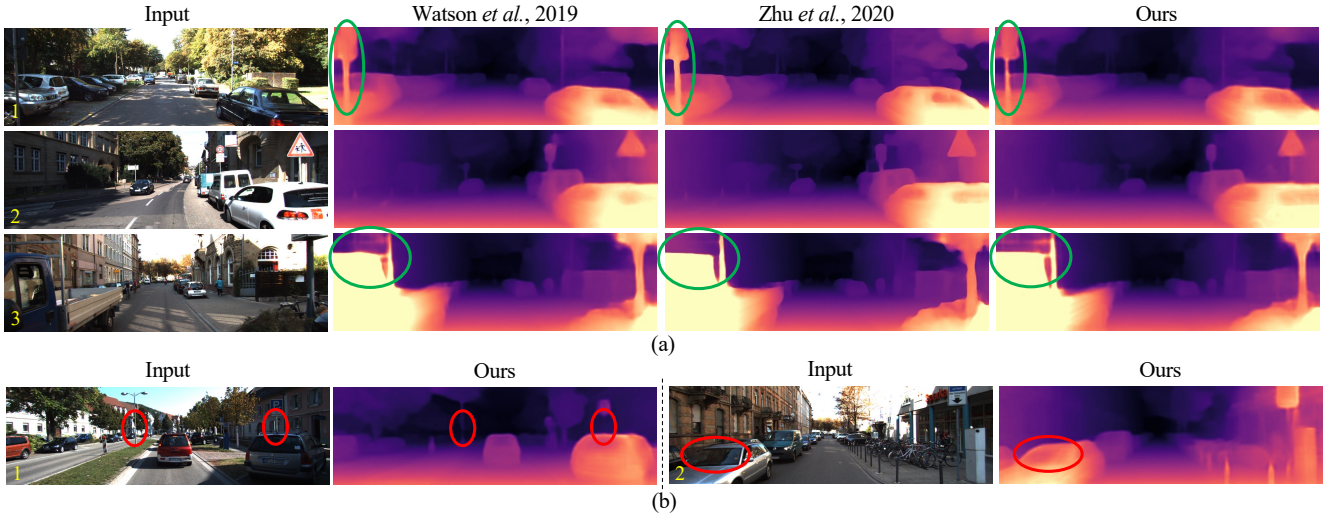 Input Watson et al., 2019 Zhu et al., 2020 Ours
1
2
3
(a)
Input Ours Input Ours
1 2
(b)